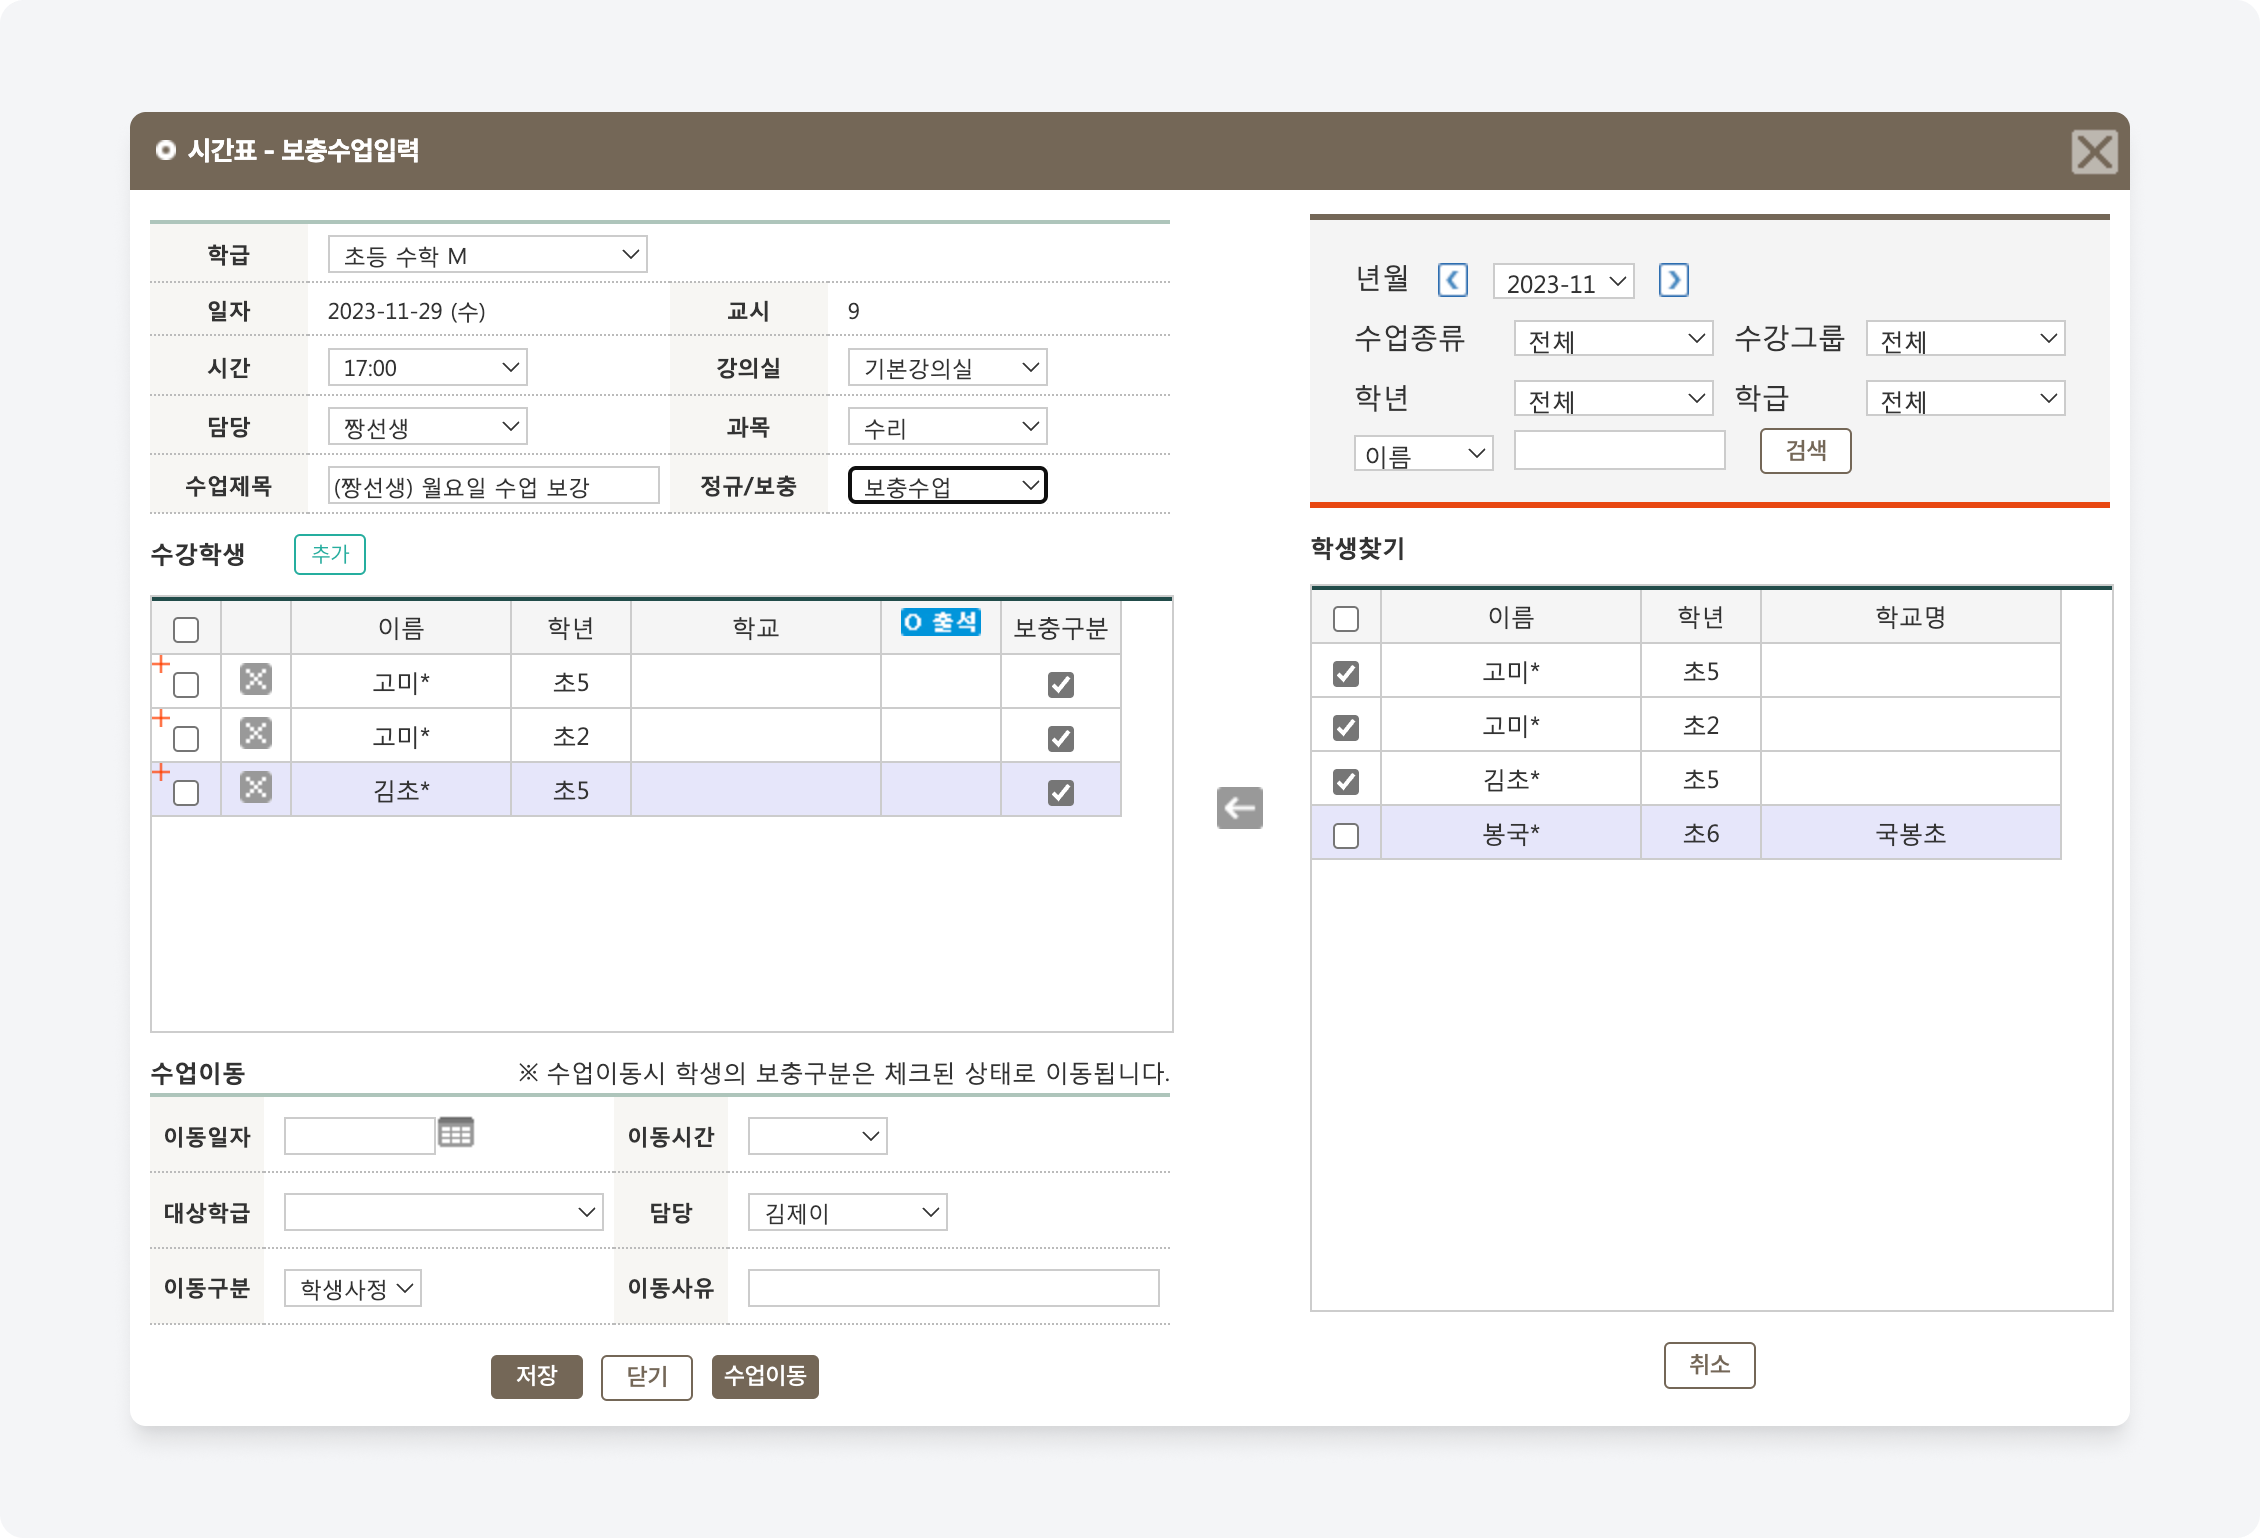 시간표 - 보충수업입력
학급 초등 수학 M
일자 2023-11-29 (수) 교시 9
시간 17:00 강의실 기본강의실
담당 짱선생 과목 수리
수업제목 (짱선생) 월요일 수업 보강 정규/보충 보충수업
수강학생 추가
이름 학년 학교 O 출석 보충구분
고미* 초5
고미* 초2
김초* 초5
수업이동 ※ 수업이동시 학생의 보충구분은 체크된 상태로 이동됩니다.
이동일자 이동시간
대상학급 담당 김제이
이동구분 학생사정 이동사유
저장 닫기 수업이동
년월 2023-11
수업종류 전체 수강그룹 전체
학년 전체 학급 전체
이름 검색
학생찾기
이름 학년 학교명
고미* 초5
고미* 초2
김초* 초5
봉국* 초6 국봉초
취소